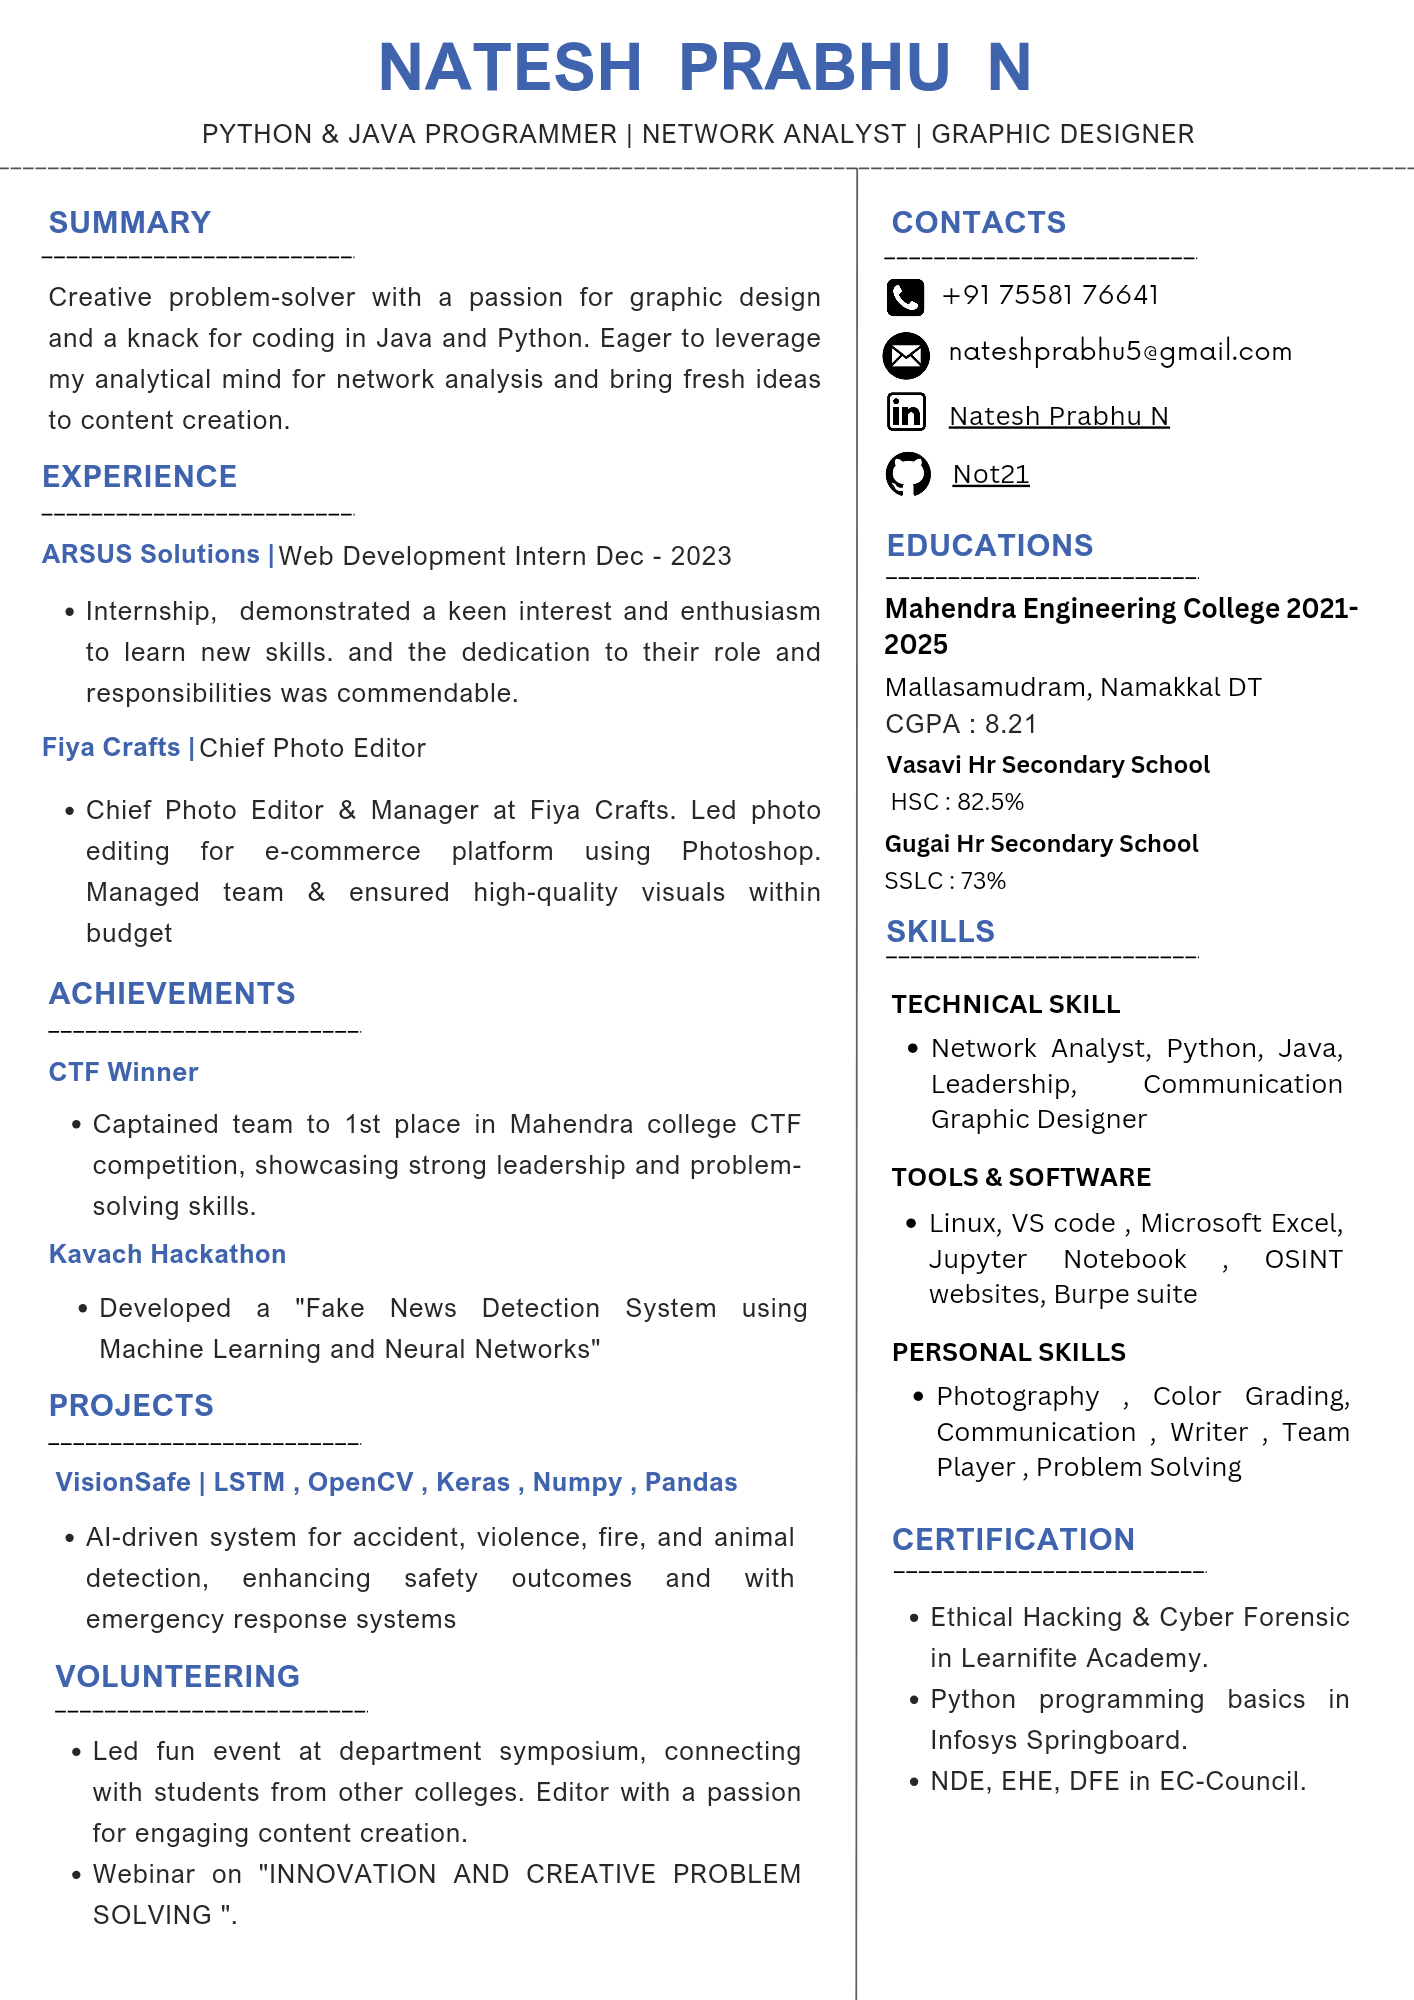 NATESH PRABHU N
PYTHON & JAVA PROGRAMMER | NETWORK ANALYST | GRAPHIC DESIGNER
SUMMARY
Creative problem-solver with a passion for graphic design
and a knack for coding in Java and Python. Eager to leverage
my analytical mind for network analysis and bring fresh ideas
to content creation.
EXPERIENCE
ARSUS Solutions | Web Development Intern Dec - 2023
• Internship, demonstrated a keen interest and enthusiasm
to learn new skills. and the dedication to their role and
responsibilities was commendable.
Fiya Crafts | Chief Photo Editor
• Chief Photo Editor & Manager at Fiya Crafts. Led photo
editing for e-commerce platform using Photoshop.
Managed team & ensured high-quality visuals within
budget
ACHIEVEMENTS
CTF Winner
• Captained team to 1st place in Mahendra college CTF
competition, showcasing strong leadership and problem-
solving skills.
Kavach Hackathon
• Developed a "Fake News Detection System using
Machine Learning and Neural Networks"
PROJECTS
VisionSafe | LSTM , OpenCV , Keras , Numpy , Pandas
• AI-driven system for accident, violence, fire, and animal
detection, enhancing safety outcomes and with
emergency response systems
VOLUNTEERING
• Led fun event at department symposium, connecting
with students from other colleges. Editor with a passion
for engaging content creation.
• Webinar on "INNOVATION AND CREATIVE PROBLEM
SOLVING ".
CONTACTS
+91 75581 76641
nateshprabhu5@gmail.com
Natesh Prabhu N
Not21
EDUCATIONS
Mahendra Engineering College 2021-
2025
Mallasamudram, Namakkal DT
CGPA : 8.21
Vasavi Hr Secondary School
HSC : 82.5%
Gugai Hr Secondary School
SSLC : 73%
SKILLS
TECHNICAL SKILL
• Network Analyst, Python, Java,
Leadership, Communication
Graphic Designer
TOOLS & SOFTWARE
• Linux, VS code , Microsoft Excel,
Jupyter Notebook , OSINT
websites, Burpe suite
PERSONAL SKILLS
• Photography , Color Grading,
Communication , Writer , Team
Player , Problem Solving
CERTIFICATION
• Ethical Hacking & Cyber Forensic
in Learnifite Academy.
• Python programming basics in
Infosys Springboard.
• NDE, EHE, DFE in EC-Council.